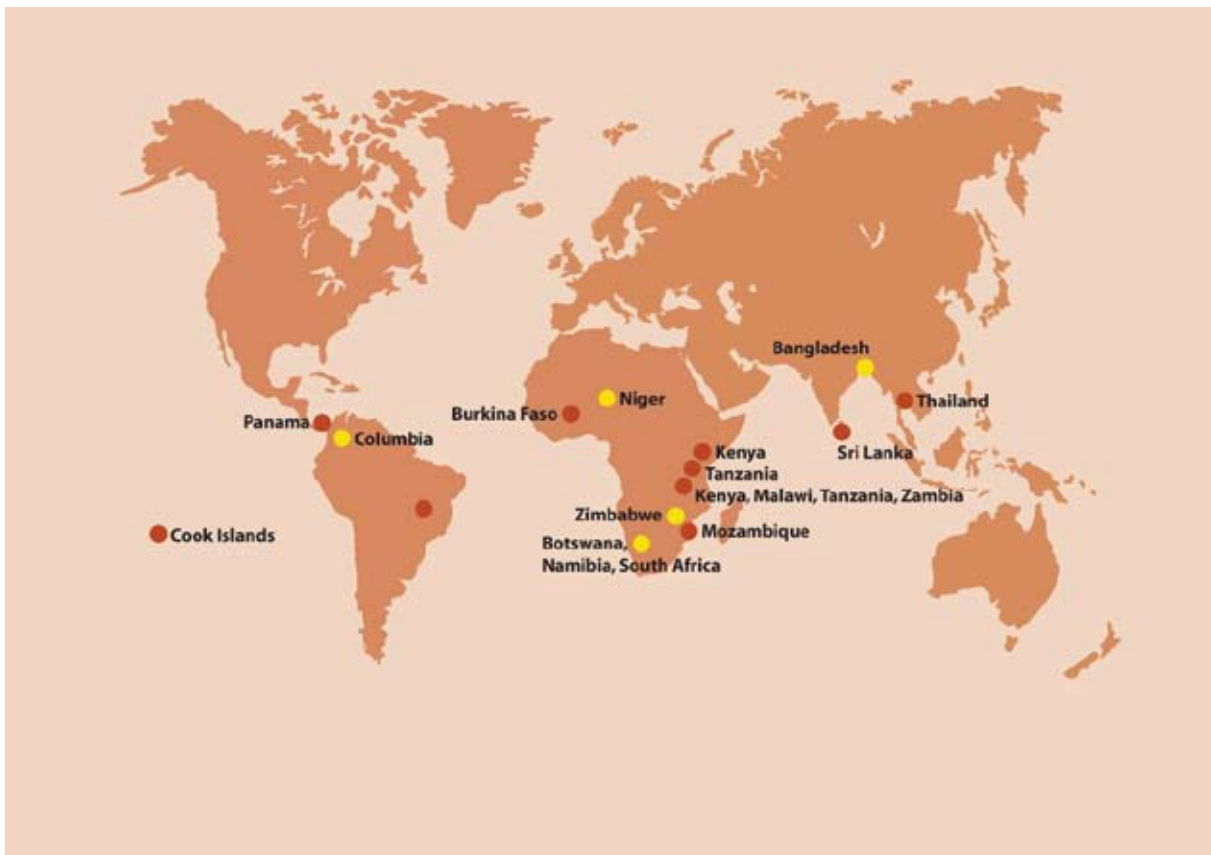 Bangladesh
Niger
Thailand
Burkina Faso
Panama
Columbia
Sri Lanka
Kenya
Tanzania
Kenya, Malawi, Tanzania, Zambia
Zimbabwe
Mozambique
Cook Islands
Botswana,
Namibia, South Africa